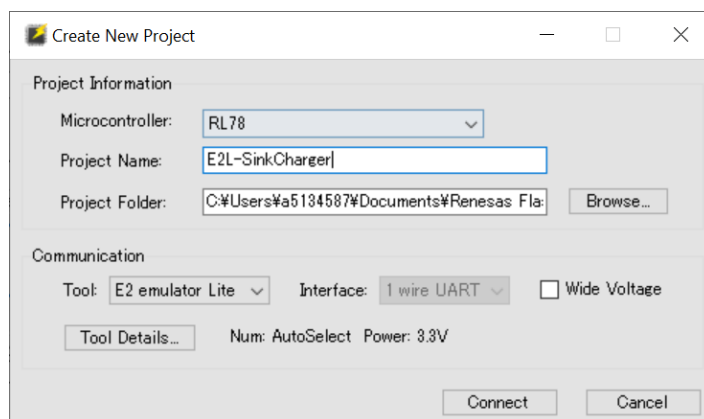 Create New Project
Project Information
Microcontroller: RL78
Project Name: E2L-SinkCharger
Project Folder: C:¥Users¥a5134587¥Documents¥Renesas Fla: Browse...
Communication
Tool: E2 emulator Lite Interface: 1 wire UART Wide Voltage
Tool Details... Num: AutoSelect Power: 3.3V
Connect Cancel